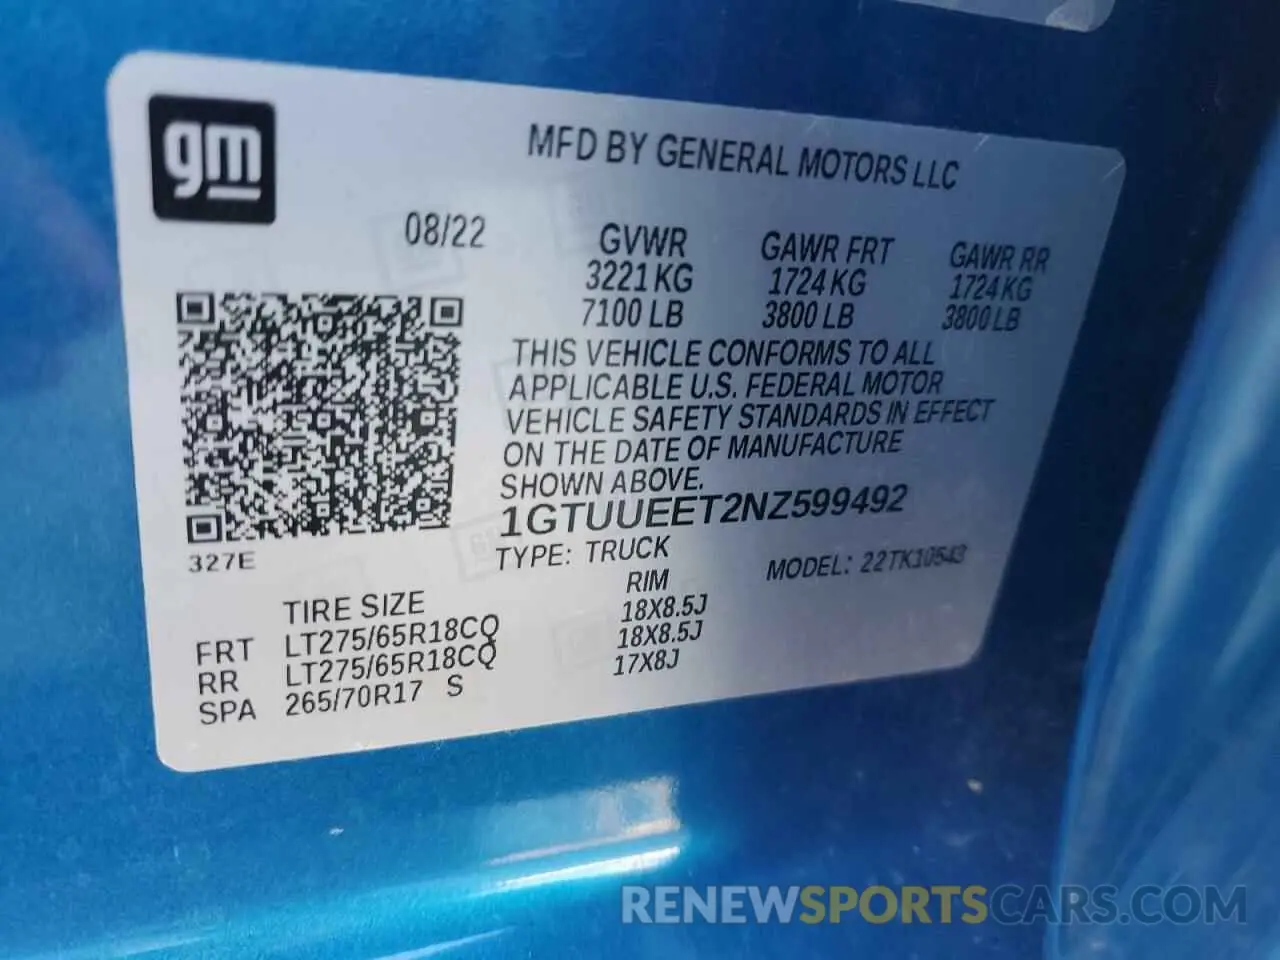 gm
MFD BY GENERAL MOTORS LLC
08/22
GVWR GAWR FRT GAWR RR
3221 KG 1724 KG 1724 KG
7100 LB 3800 LB 3800 LB
THIS VEHICLE CONFORMS TO ALL
APPLICABLE U.S. FEDERAL MOTOR
VEHICLE SAFETY STANDARDS IN EFFECT
ON THE DATE OF MANUFACTURE
SHOWN ABOVE.
1GTUUEET2NZ599492
327E
TYPE: TRUCK MODEL: 22TK10543
TIRE SIZE RIM
FRT LT275/65R18CQ 18X8.5J
RR LT275/65R18CQ 18X8.5J
SPA 265/70R17 S 17X8J
RENEWSPORTSCARS.COM